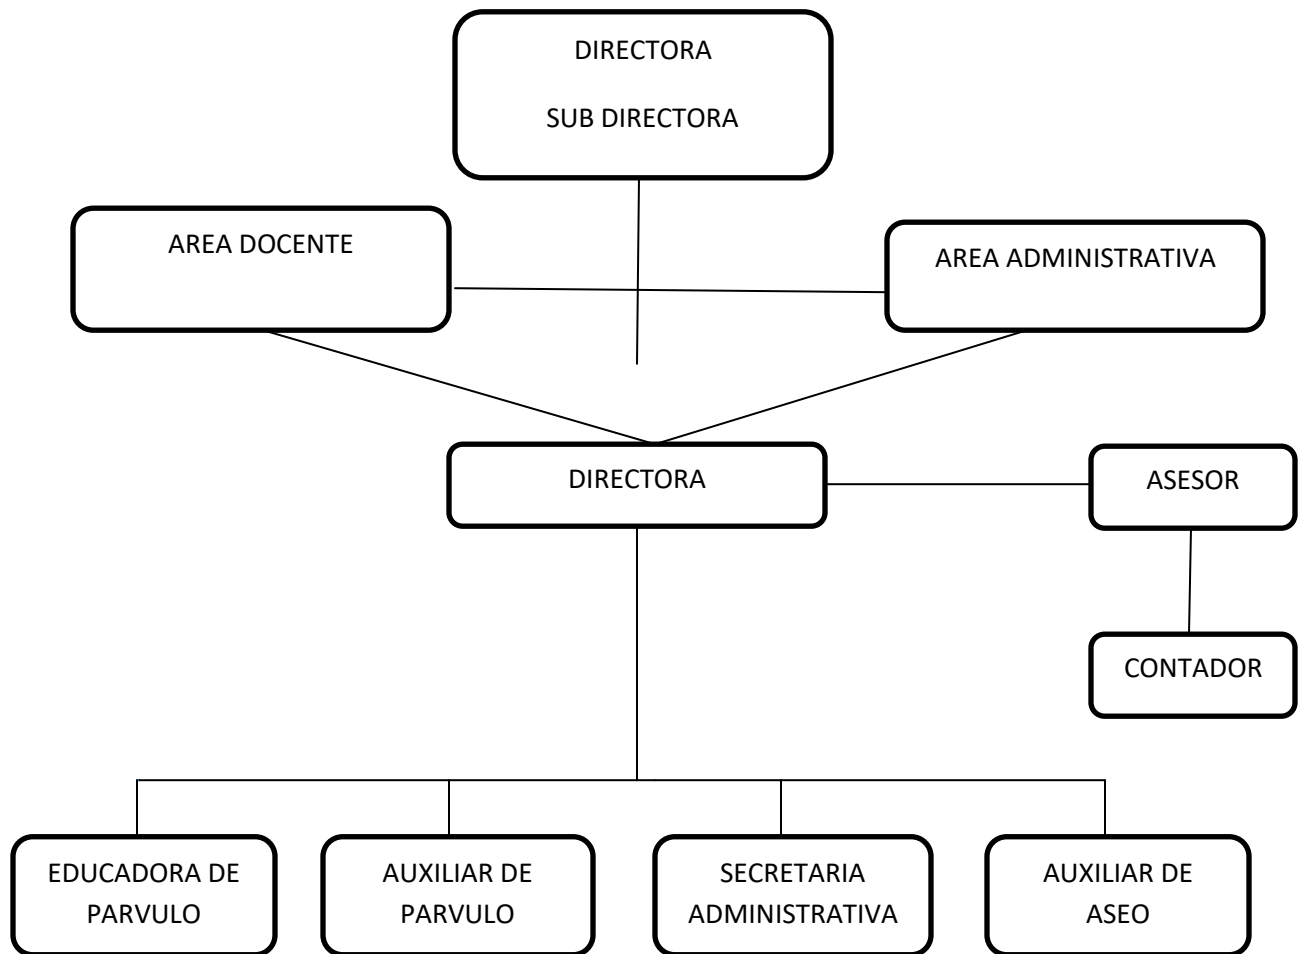 DIRECTORA
SUB DIRECTORA
AREA DOCENTE
AREA ADMINISTRATIVA
DIRECTORA
ASESOR
CONTADOR
EDUCADORA DE
PARVULO
AUXILIAR DE
PARVULO
SECRETARIA
ADMINISTRATIVA
AUXILIAR DE
ASEO